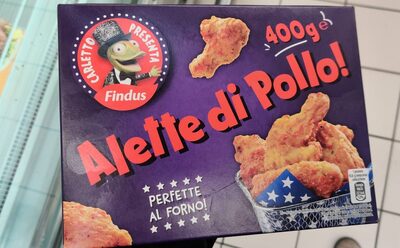 CARLETTO
PRESENTA
Findus
400g e
Alette di Pollo!
PERFETTE
AL FORNO!